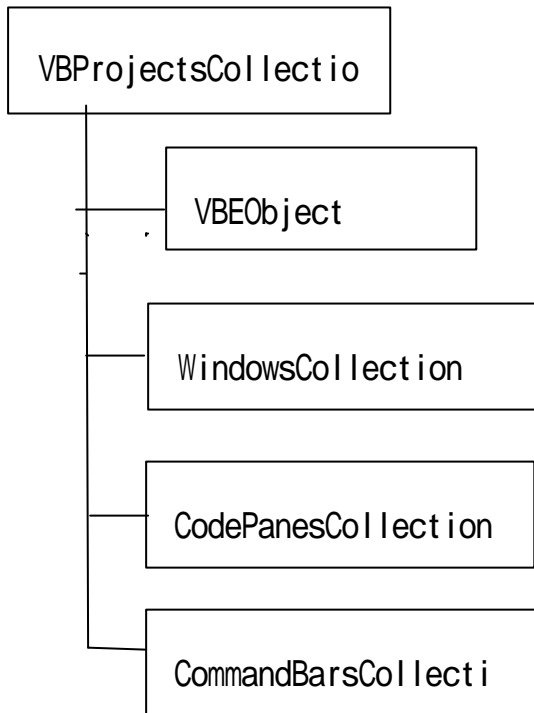 VBProjectsCollectio
VBEObject
WindowsCollection
CodePanesCollection
CommandBarsCollecti